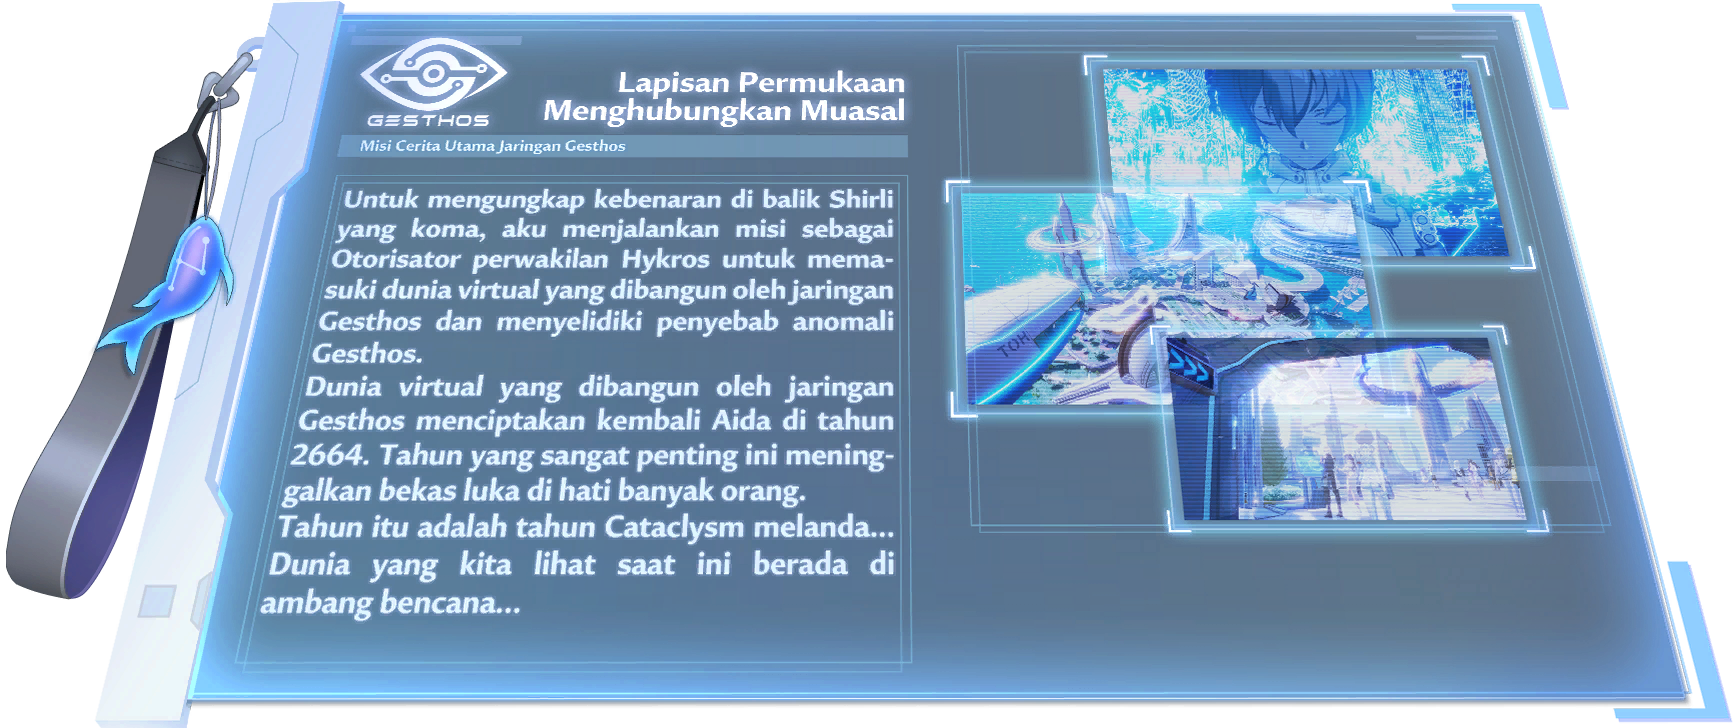 GESTHOS
Lapisan Permukaan
Menghubungkan Muasal
Misi Cerita Utama Jaringan Gesthos
Untuk mengungkap kebenaran di balik Shirli
yang koma, aku menjalankan misi sebagai
Otorisator perwakilan Hykros untuk mema-
suki dunia virtual yang dibangun oleh jaringan
Gesthos dan menyelidiki penyebab anomali
Gesthos.
Dunia virtual yang dibangun oleh jaringan
Gesthos menciptakan kembali Aida di tahun
2664. Tahun yang sangat penting ini mening-
galkan bekas luka di hati banyak orang.
Tahun itu adalah tahun Cataclysm melanda...
Dunia yang kita lihat saat ini berada di
ambang bencana...